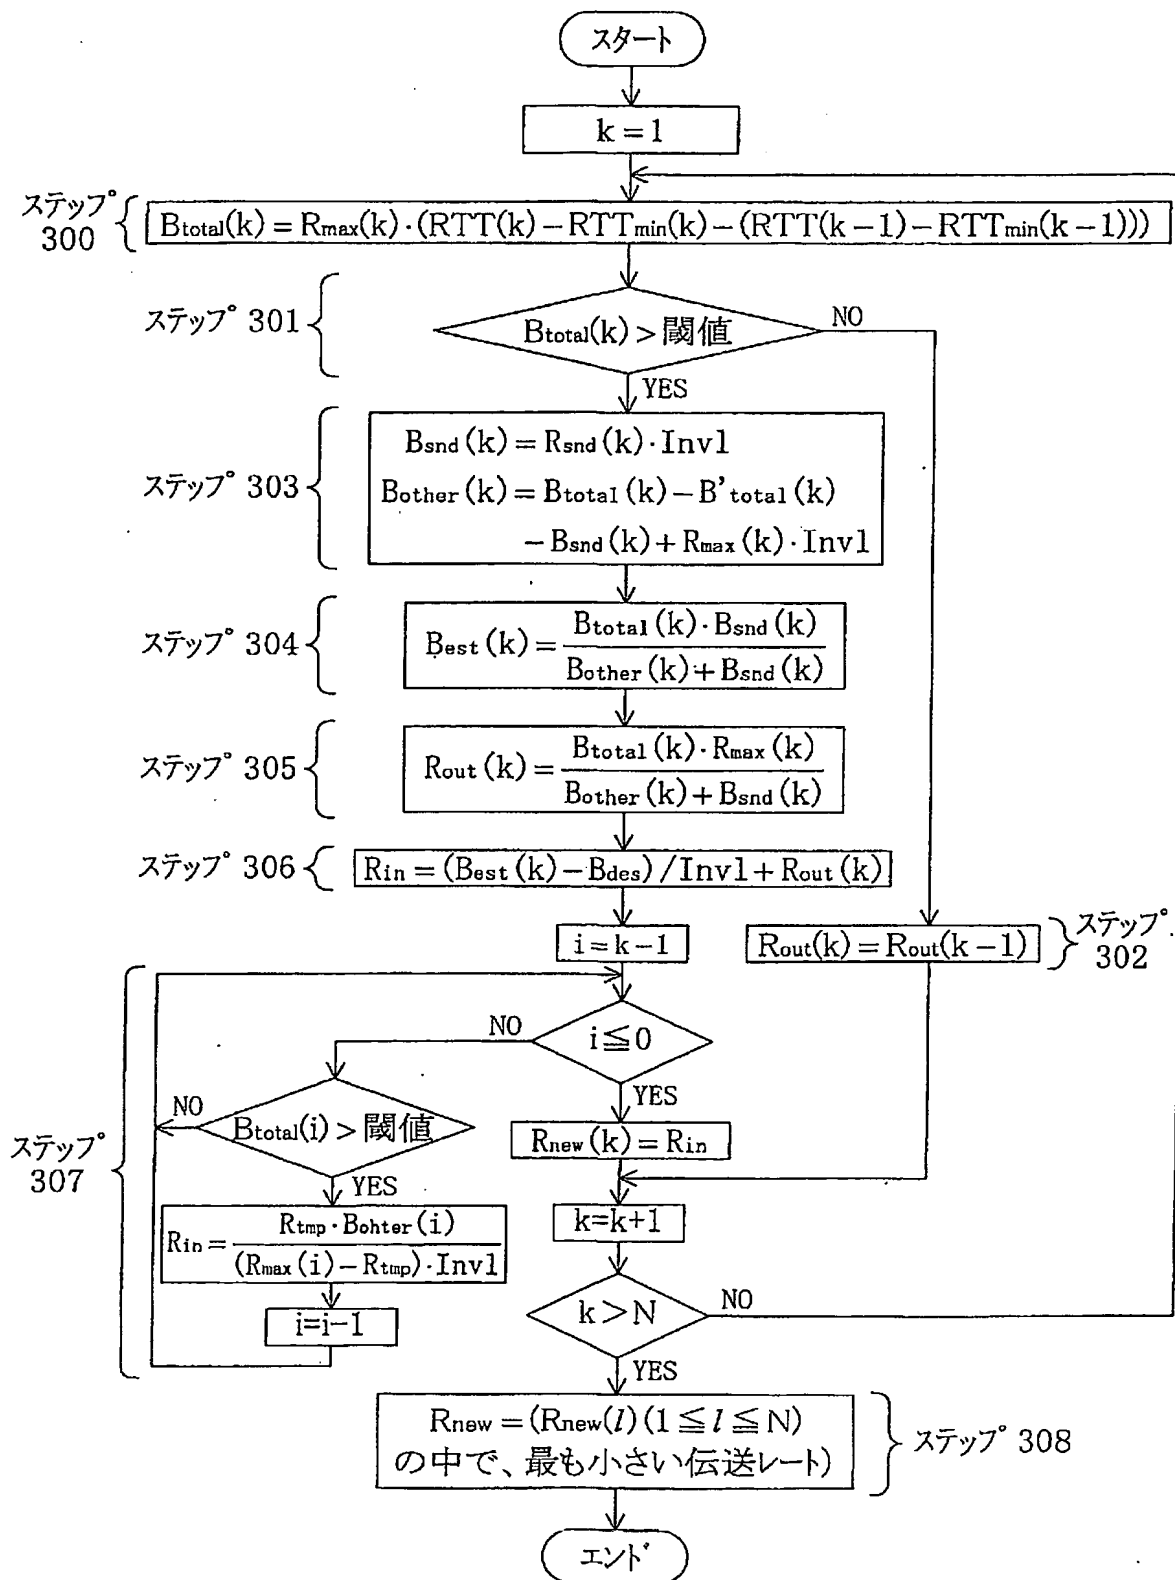 スタート
k = 1
ステップ
300
Btotal(k) = Rmax(k)·(RTT(k) − RTTmin(k) − (RTT(k−1) − RTTmin(k−1)))
ステップ 301
Btotal(k) > 閾値
NO
YES
ステップ 303
Bsnd(k) = Rsnd(k)·Invl
Bother(k) = Btotal(k) − B'total(k)
− Bsnd(k) + Rmax(k)·Invl
ステップ 304
Best(k) = Btotal(k)·Bsnd(k)
Bother(k) + Bsnd(k)
ステップ 305
Rout(k) = Btotal(k)·Rmax(k)
Bother(k) + Bsnd(k)
ステップ 306
Rin = (Best(k) − Bdes) / Invl + Rout(k)
i = k − 1
Rout(k) = Rout(k−1)
ステップ
302
i ≦ 0
NO
YES
ステップ
307
Btotal(i) > 閾値
NO
YES
Rnew(k) = Rin
Rin = Rtmp·Bohter(i)
(Rmax(i) − Rtmp)·Invl
k=k+1
i=i−1
k > N
NO
YES
Rnew = (Rnew(l) (1 ≦ l ≦ N)
の中で、最も小さい伝送レート)
ステップ 308
エンド